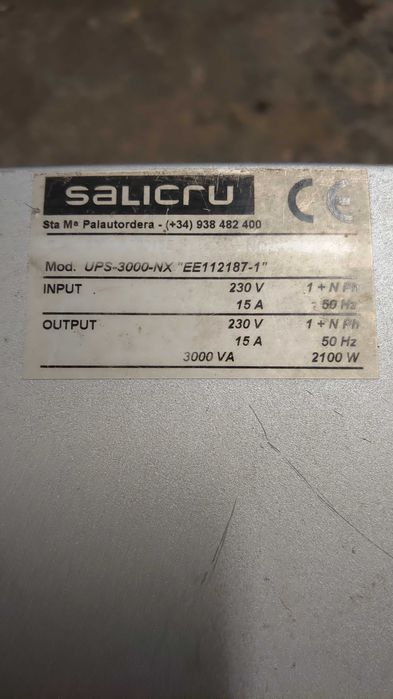 SALICRU CE
Sta Mª Palautordera - (+34) 938 482 400
Mod. UPS-3000-NX "EE112187-1"
INPUT 230 V 1 + N Ph
15 A 50 Hz
OUTPUT 230 V 1 + N Ph
15 A 50 Hz
3000 VA 2100 W